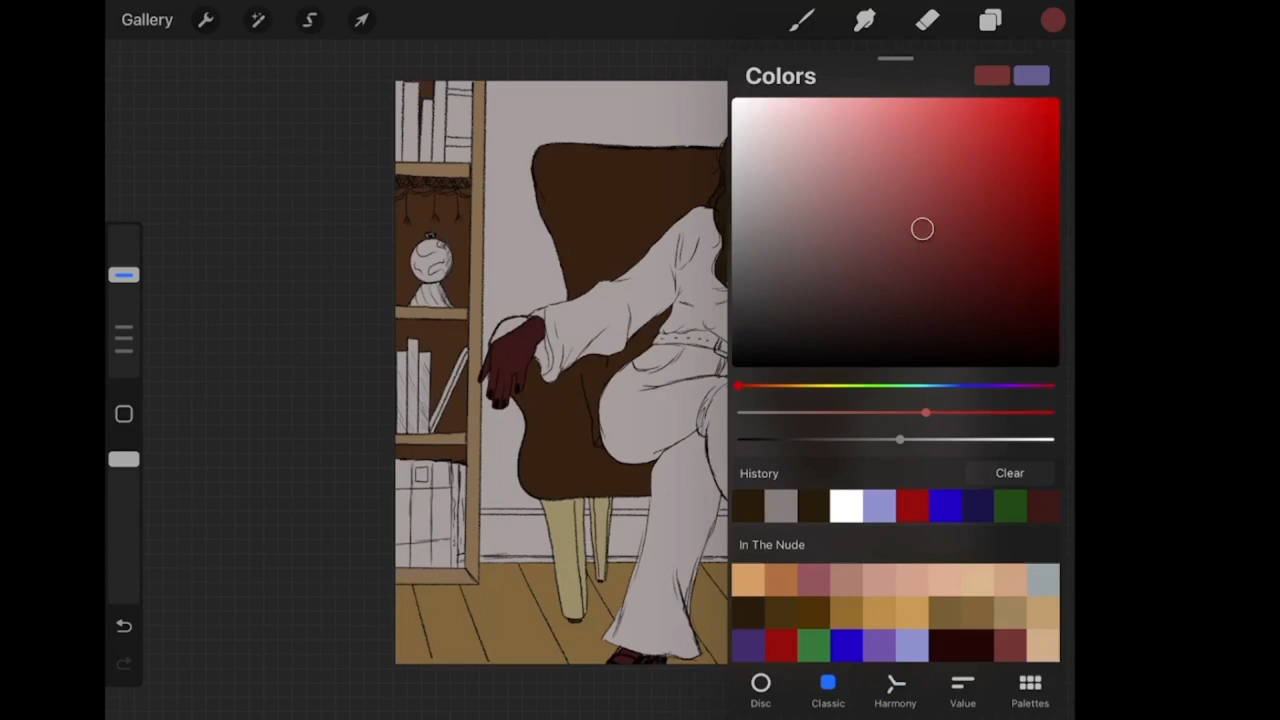 Gallery
Colors
History
Clear
In The Nude
Disc
Classic
Harmony
Value
Palettes